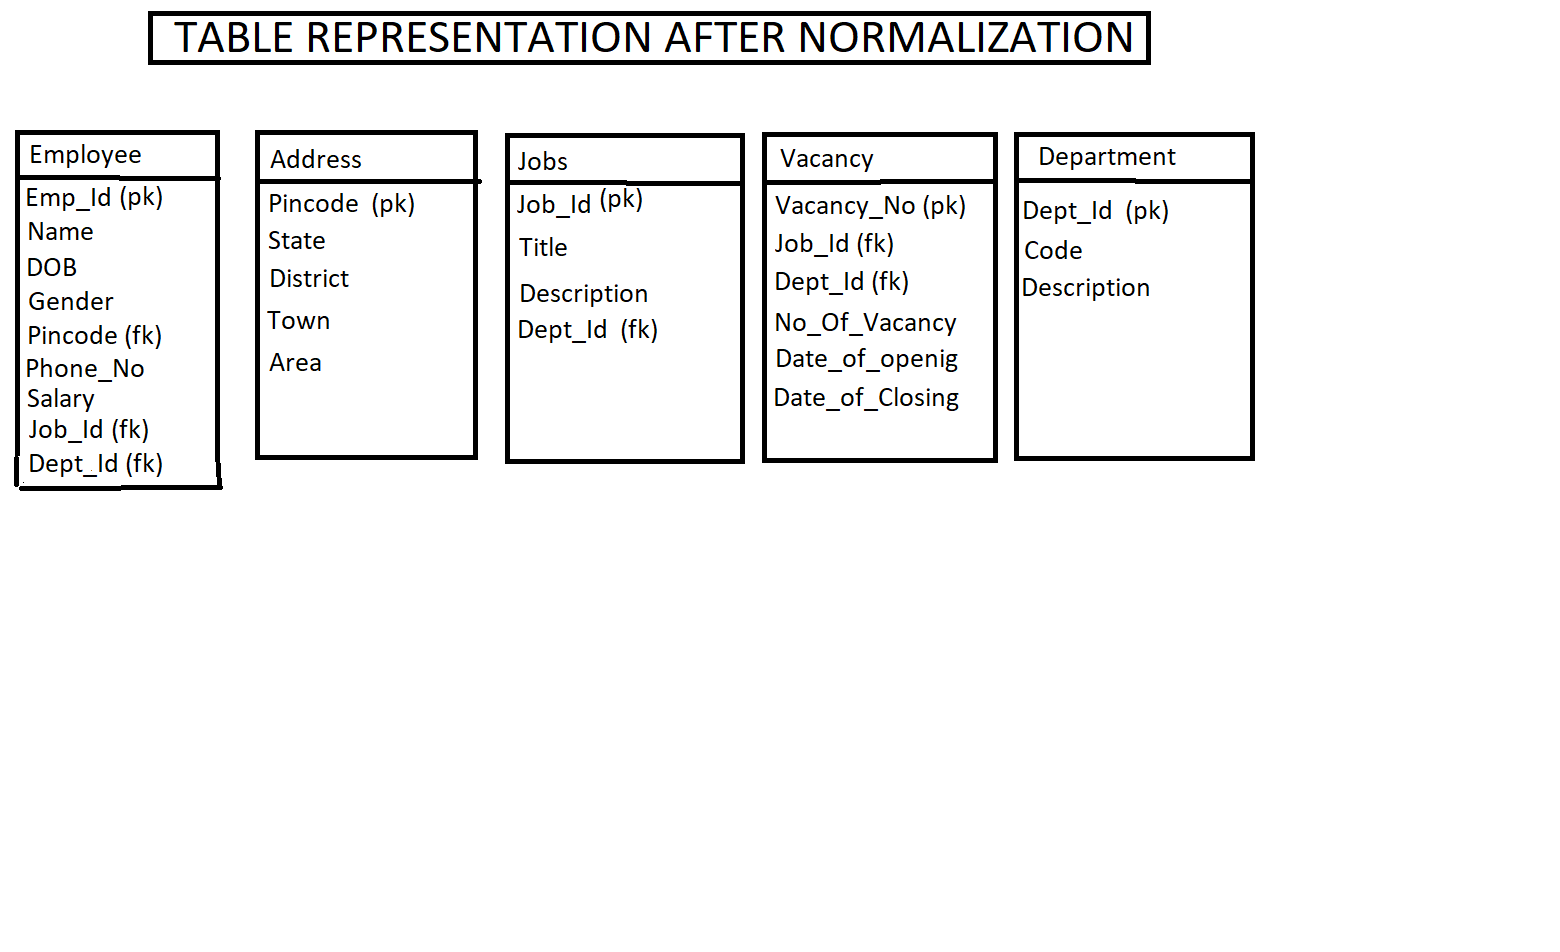 TABLE REPRESENTATION AFTER NORMALIZATION
Employee
Emp_Id (pk)
Name
DOB
Gender
Pincode (fk)
Phone_No
Salary
Job_Id (fk)
Dept_Id (fk)
Address
Pincode (pk)
State
District
Town
Area
Jobs
Job_Id (pk)
Title
Description
Dept_Id (fk)
Vacancy
Vacancy_No (pk)
Job_Id (fk)
Dept_Id (fk)
No_Of_Vacancy
Date_of_openig
Date_of_Closing
Department
Dept_Id (pk)
Code
Description